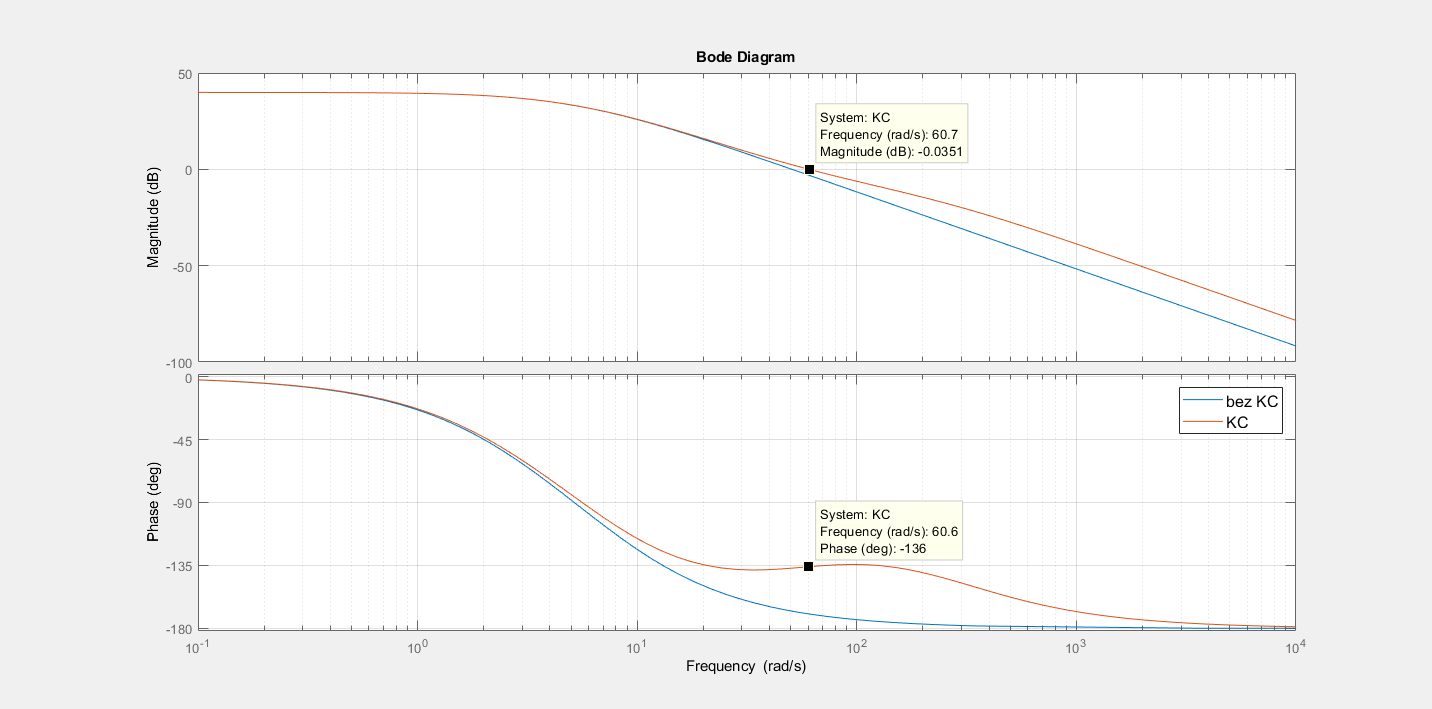 Bode Diagram
50
0
-50
-100
Magnitude (dB)
System: KC
Frequency (rad/s): 60.7
Magnitude (dB): -0.0351
0
-45
-90
-135
-180
Phase (deg)
bez KC
KC
System: KC
Frequency (rad/s): 60.6
Phase (deg): -136
10^-1
10^0
10^1
10^2
10^3
10^4
Frequency (rad/s)